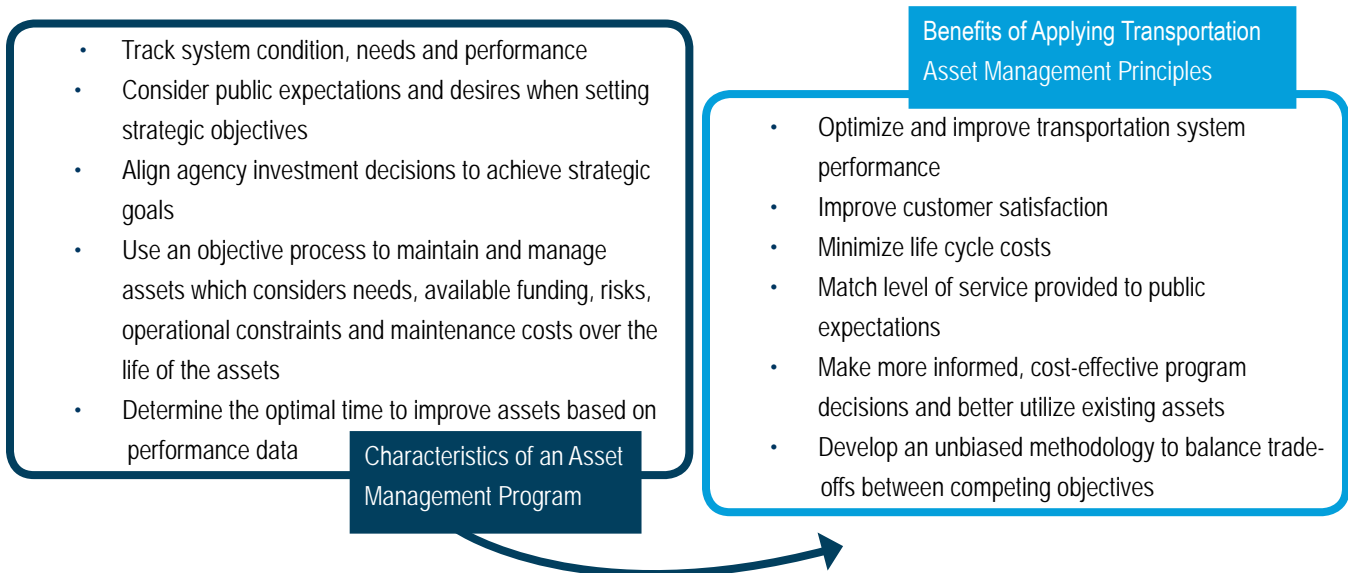 • Track system condition, needs and performance
• Consider public expectations and desires when setting
strategic objectives
• Align agency investment decisions to achieve strategic
goals
• Use an objective process to maintain and manage
assets which considers needs, available funding, risks,
operational constraints and maintenance costs over the
life of the assets
• Determine the optimal time to improve assets based on
performance data
Characteristics of an Asset
Management Program
Benefits of Applying Transportation
Asset Management Principles
• Optimize and improve transportation system
performance
• Improve customer satisfaction
• Minimize life cycle costs
• Match level of service provided to public
expectations
• Make more informed, cost-effective program
decisions and better utilize existing assets
• Develop an unbiased methodology to balance trade-
offs between competing objectives